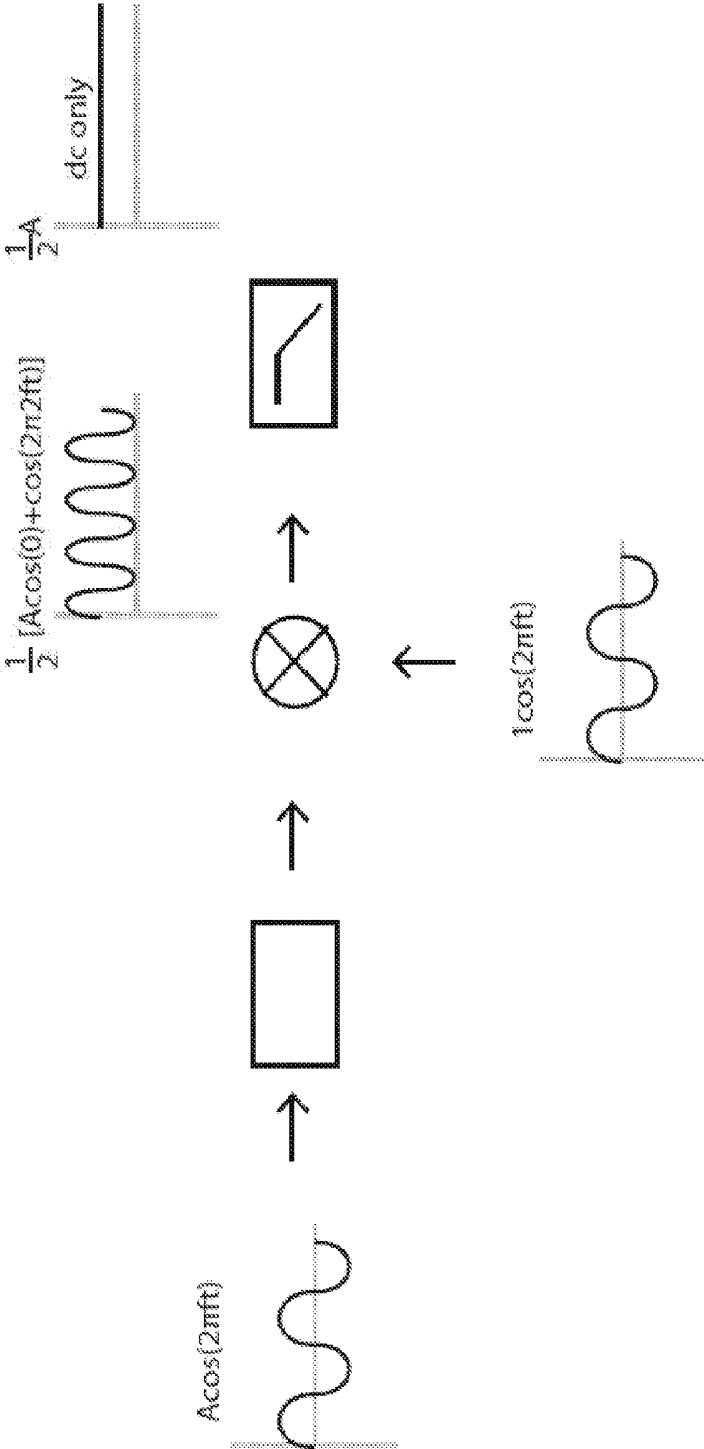 Acos(2πft)
1cos(2πft)
1/2 [Acos(0)+cos(2π2ft)]
1/2 A
dc only